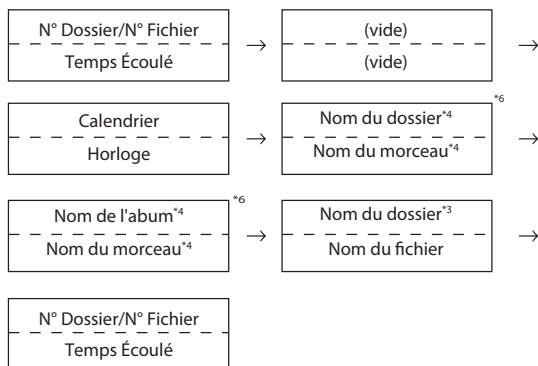 N° Dossier/N° Fichier
Temps Écoulé
→
(vide)
(vide)
→
Calendrier
Horloge
→
Nom du dossier*4
Nom du morceau*4
*6
→
Nom de l'abum*4
Nom du morceau*4
*6
→
Nom du dossier*3
Nom du fichier
→
N° Dossier/N° Fichier
Temps Écoulé